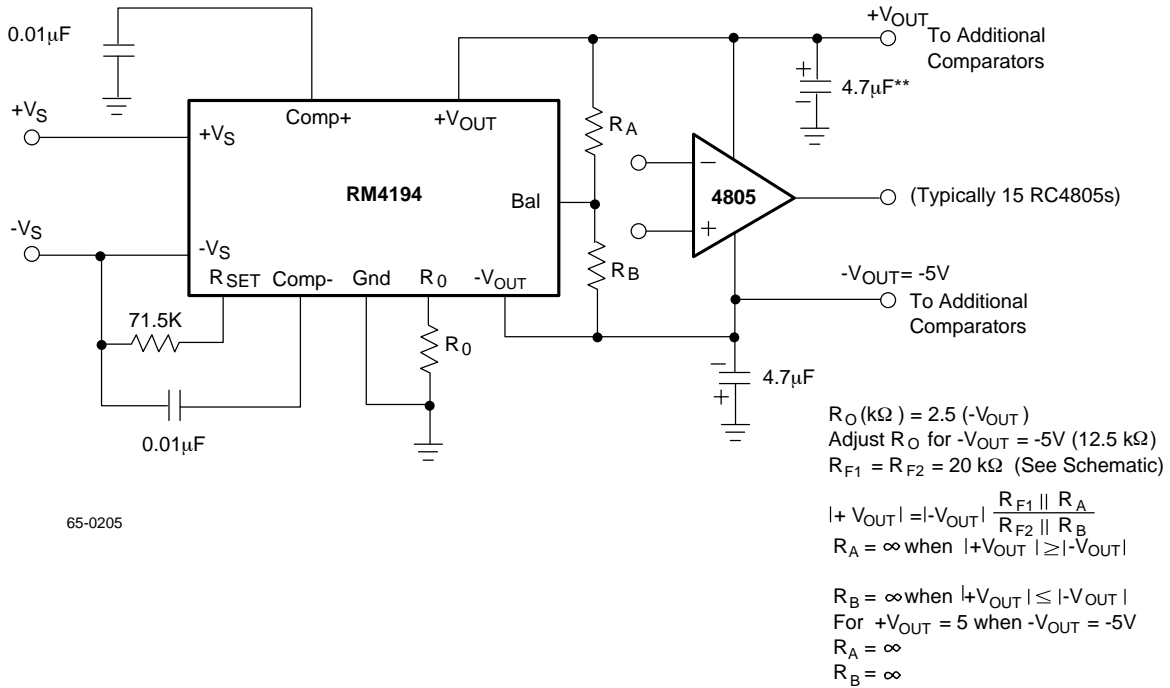 0.01µF
+VOUT
To Additional
Comparators
4.7µF**
+
−
+VS
+VS
Comp+
+VOUT
RA
RM4194
Bal
−
4805
+
(Typically 15 RC4805s)
-VS
-VS
RSET
Comp-
Gnd
R0
-VOUT
RB
-VOUT = -5V
To Additional
Comparators
71.5K
R0
0.01µF
−
+
4.7µF
RO (kΩ) = 2.5 (-VOUT)
Adjust RO for -VOUT = -5V (12.5 kΩ)
RF1 = RF2 = 20 kΩ (See Schematic)
|+ VOUT| =|-VOUT| RF1 || RA
RF2 || RB
RA = ∞ when |+VOUT | ≥|-VOUT|
RB = ∞ when |+VOUT | ≤ |-VOUT |
For +VOUT = 5 when -VOUT = -5V
RA = ∞
RB = ∞
65-0205